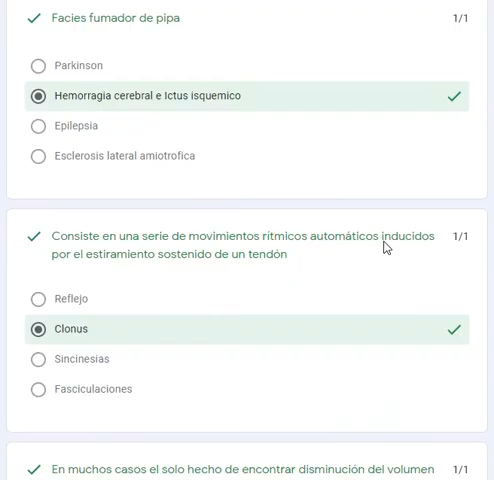 Facies fumador de pipa 1/1
Parkinson
Hemorragia cerebral e Ictus isquemico
Epilepsia
Esclerosis lateral amiotrofica
Consiste en una serie de movimientos rítmicos automáticos inducidos 1/1
por el estiramiento sostenido de un tendón
Reflejo
Clonus
Sincinesias
Fasciculaciones
En muchos casos el solo hecho de encontrar disminución del volumen 1/1